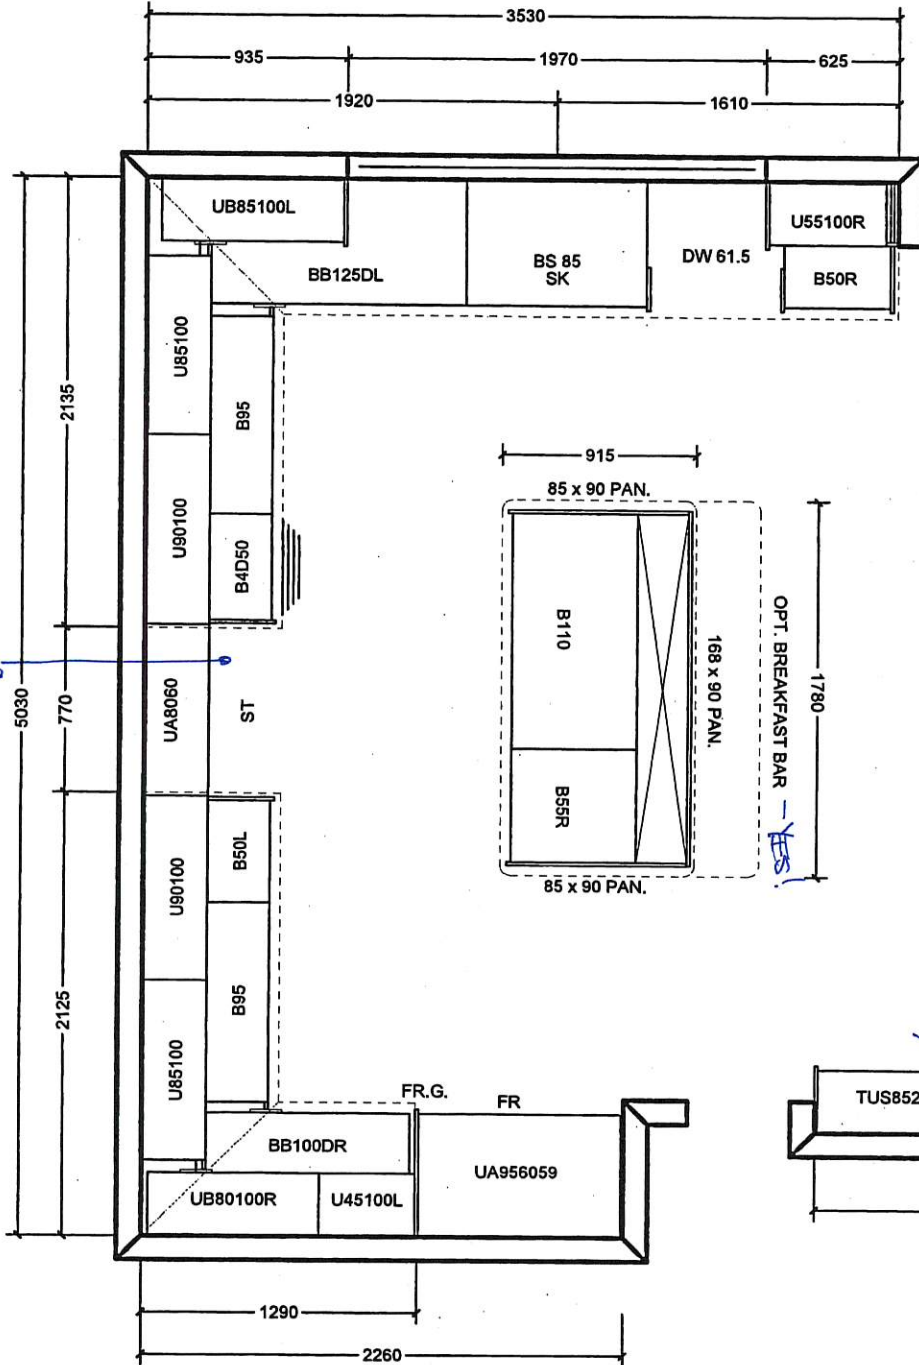 3530
935 1970 625
1920 1610
UB85100L
U55100R
BB125DL
BS 85
SK
DW 61.5
B50R
U85100
B95
2135
915
85 x 90 PAN.
U90100
B4D50
B110
168 x 90 PAN.
OPT. BREAKFAST BAR – YES!
1780
5030
770
UA8060
ST
B55R
85 x 90 PAN.
U90100
B50L
2125
B95
U85100
FR.G.
FR
TUS852
BB100DR
UA956059
UB80100R
U45100L
1290
2260